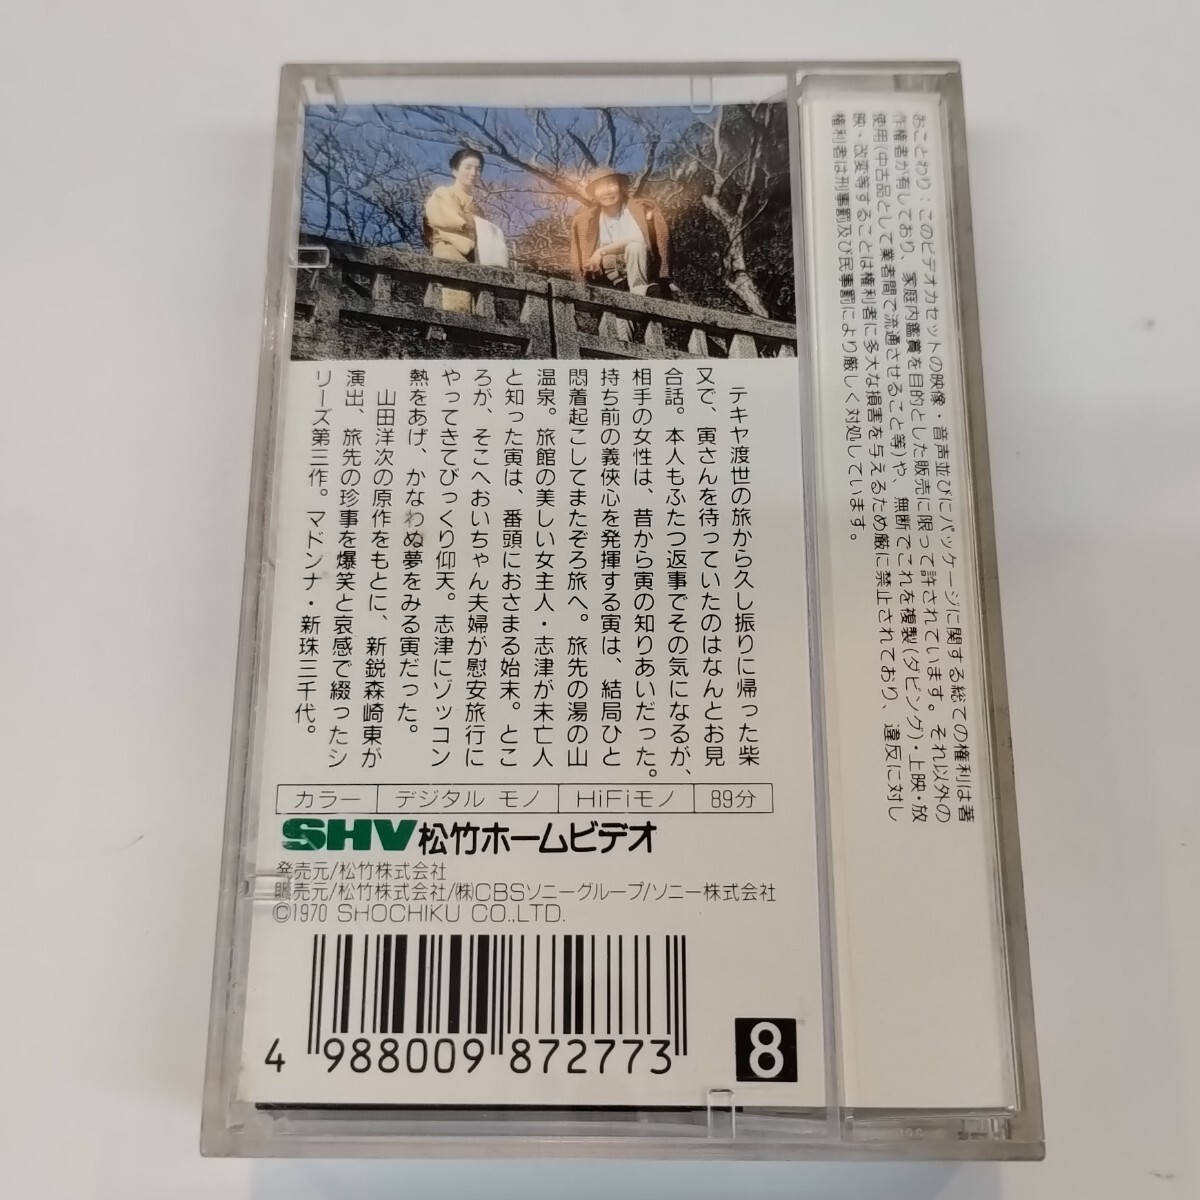 おことわり：このビデオカセットの映像・音声並びにパッケージに関する総ての権利は著
作権者が有しており、家庭内鑑賞を目的とした販売に限って許されています。それ以外の
使用(中古品として業者間で流通させること等)や、無断でこれを複製(ダビング)・上映・放
映・改変等することは権利者に多大な損害を与えるため厳に禁止されており、違反に対し
権利者は刑事罰及び民事罰により厳しく対処しています。
テキヤ渡世の旅から久し振りに帰った柴
又で、寅さんを待っていたのはなんとお見
合話。本人もふたつ返事でその気になるが、
相手の女性は、昔から寅の知りあいだった。
持ち前の義俠心を発揮する寅は、結局ひと
悶着起こしてまたぞろ旅へ。旅先の湯の山
温泉。旅館の美しい女主人・志津が未亡人
と知った寅は、番頭におさまる始末。とこ
ろが、そこへおいちゃん夫婦が慰安旅行に
やってきてびっくり仰天。志津にゾッコン
熱をあげ、かなわぬ夢をみる寅だった。
山田洋次の原作をもとに、新鋭森崎東が
演出、旅先の珍事を爆笑と哀感で綴ったシ
リーズ第三作。マドンナ・新珠三千代。
カラー デジタル モノ HiFiモノ 89分
SHV 松竹ホームビデオ
発売元/松竹株式会社
販売元/松竹株式会社/㈱CBSソニーグループ/ソニー株式会社
©1970 SHOCHIKU CO.,LTD.
4 988009 872773
8